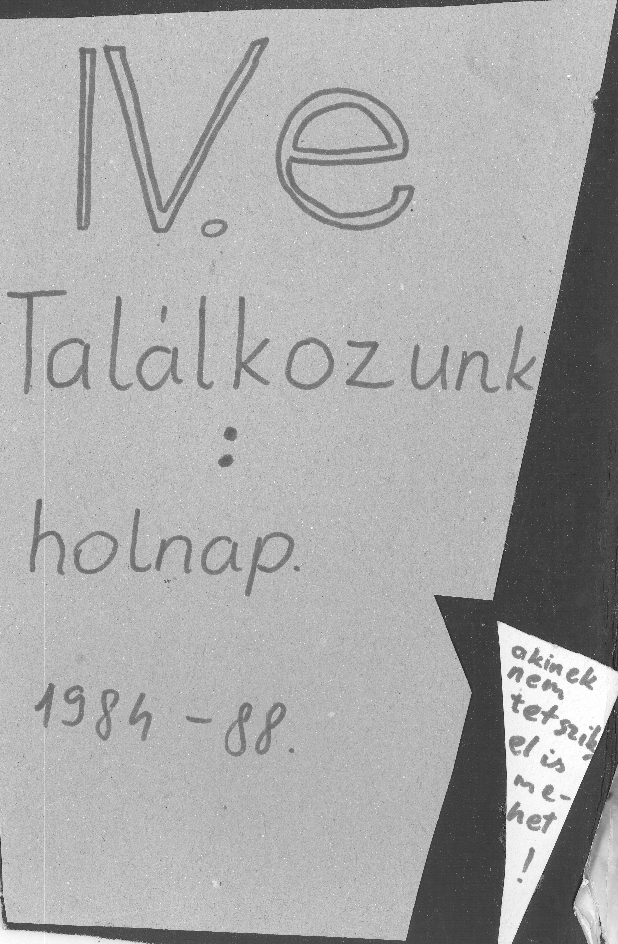 IV. e
Találkozunk
:
holnap.
1984 - 88.
akinek
nem
tetszik
el is
me-
het
!